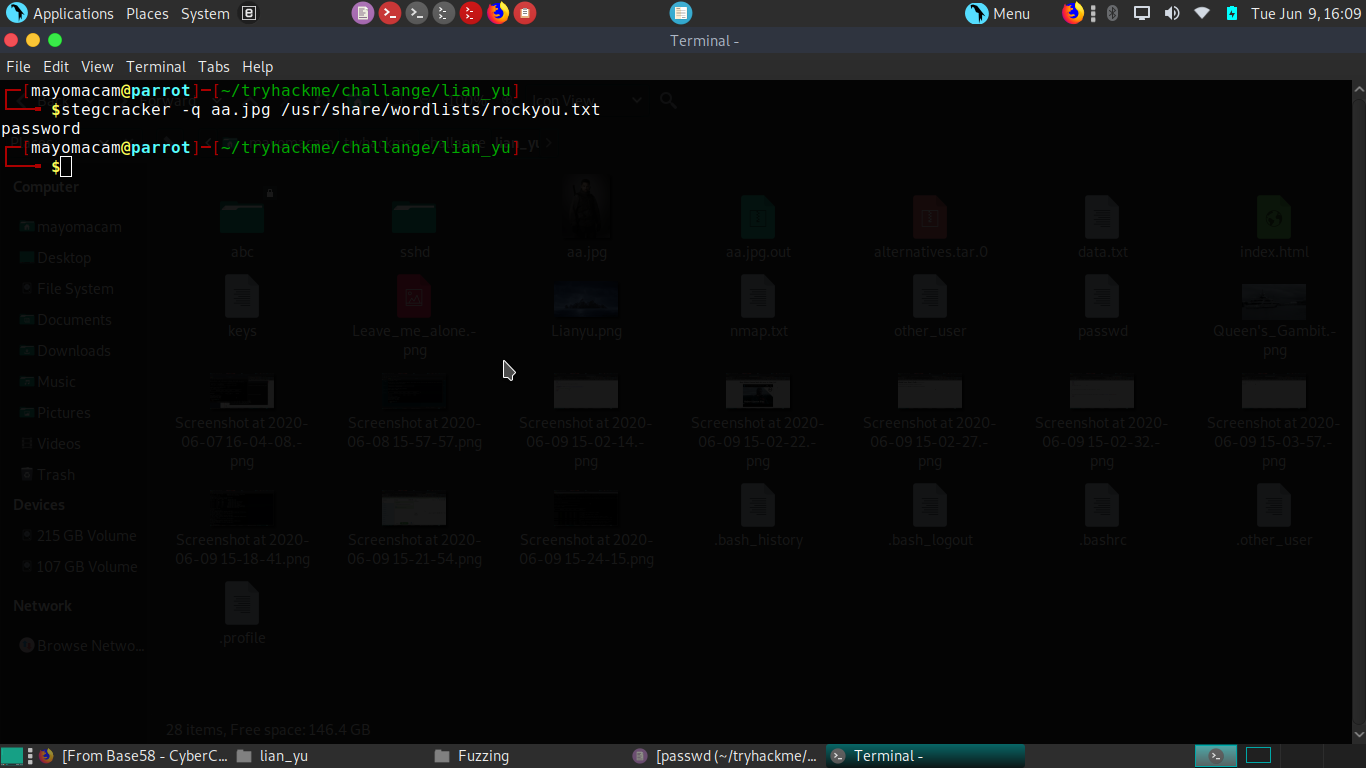 Applications Places System Menu Tue Jun 9, 16:09
Terminal -
File Edit View Terminal Tabs Help
[mayomacam@parrot]─[~/tryhackme/challange/lian_yu]
$stegcracker -q aa.jpg /usr/share/wordlists/rockyou.txt
password
[mayomacam@parrot]─[~/tryhackme/challange/lian_yu]
$
Computer
mayomacam
Desktop
File System
Documents
Downloads
Music
Pictures
Videos
Trash
Devices
215 GB Volume
107 GB Volume
Network
Browse Netwo...
abc sshd aa.jpg aa.jpg.out alternatives.tar.0 data.txt index.html
keys Leave_me_alone.- Lianyu.png nmap.txt other_user passwd Queen's_Gambit.-
png png
Screenshot at 2020- Screenshot at 2020- Screenshot at 2020- Screenshot at 2020- Screenshot at 2020- Screenshot at 2020- Screenshot at 2020-
06-07 16-04-08.- 06-08 15-57-57.png 06-09 15-02-14.- 06-09 15-02-22.- 06-09 15-02-27.- 06-09 15-02-32.- 06-09 15-03-57.-
png png png png png png
Screenshot at 2020- Screenshot at 2020- Screenshot at 2020- .bash_history .bash_logout .bashrc .other_user
06-09 15-18-41.png 06-09 15-21-54.png 06-09 15-24-15.png
.profile
28 items, Free space: 146.4 GB
[From Base58 - CyberC... lian_yu Fuzzing [passwd (~/tryhackme/... Terminal -